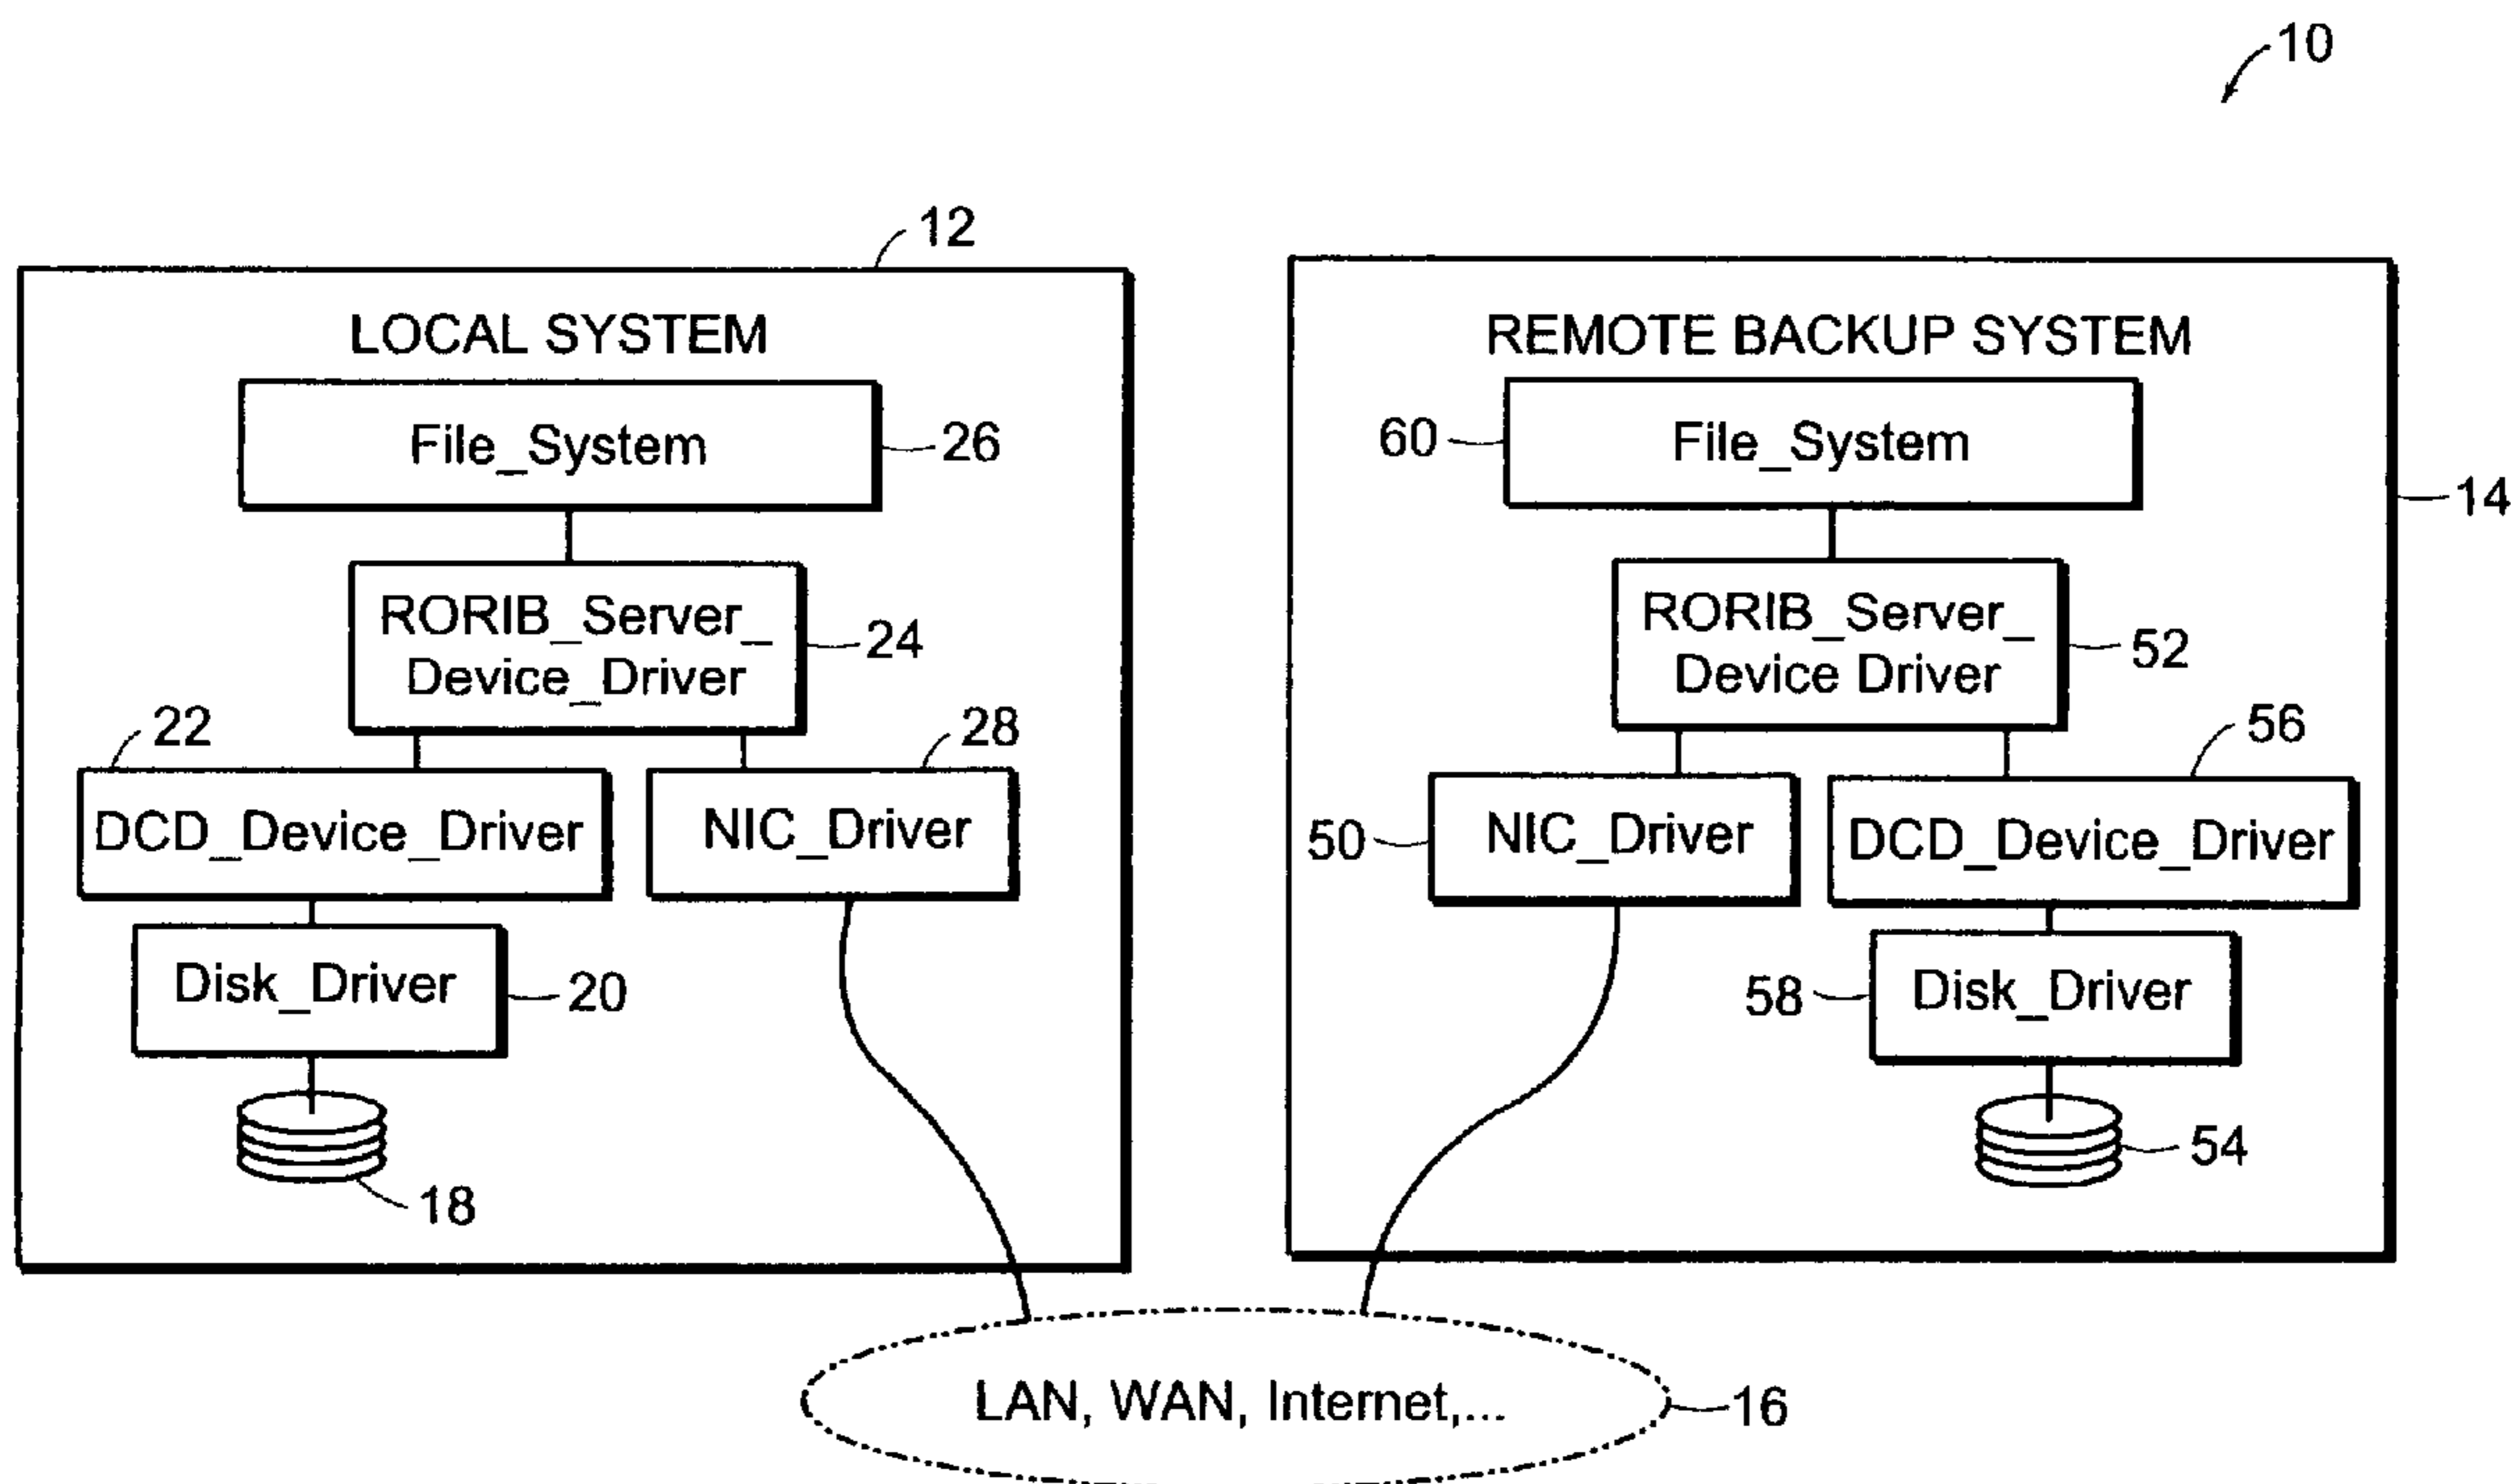 10
12
LOCAL SYSTEM
File_System
26
RORIB_Server_
Device_Driver
24
22
28
DCD_Device_Driver
NIC_Driver
Disk_Driver
20
18
REMOTE BACKUP SYSTEM
60
File_System
14
RORIB_Server_
Device Driver
52
56
50
NIC_Driver
DCD_Device_Driver
58
Disk_Driver
54
LAN, WAN, Internet,...
16